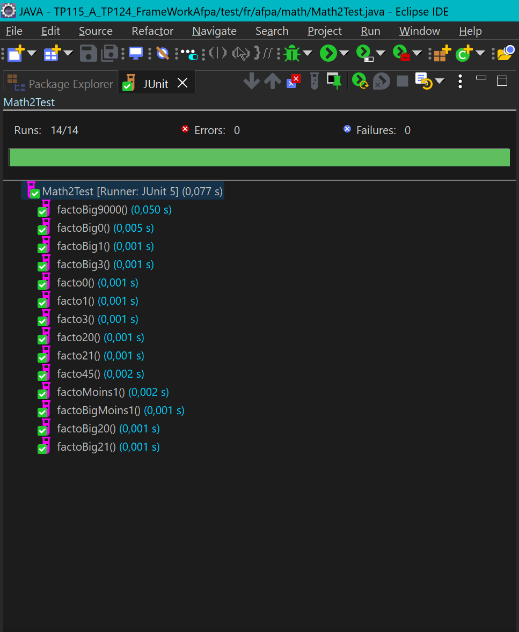 JAVA - TP115_A_TP124_FrameWorkAfpa/test/fr/afpa/math/Math2Test.java - Eclipse IDE
File Edit Source Refactor Navigate Search Project Run Window Help
Package Explorer JUnit
Math2Test
Runs: 14/14 Errors: 0 Failures: 0
Math2Test [Runner: JUnit 5] (0,077 s)
factoBig9000() (0,050 s)
factoBig0() (0,005 s)
factoBig1() (0,001 s)
factoBig3() (0,001 s)
facto0() (0,001 s)
facto1() (0,001 s)
facto3() (0,001 s)
facto20() (0,001 s)
facto21() (0,001 s)
facto45() (0,002 s)
factoMoins1() (0,002 s)
factoBigMoins1() (0,001 s)
factoBig20() (0,001 s)
factoBig21() (0,001 s)